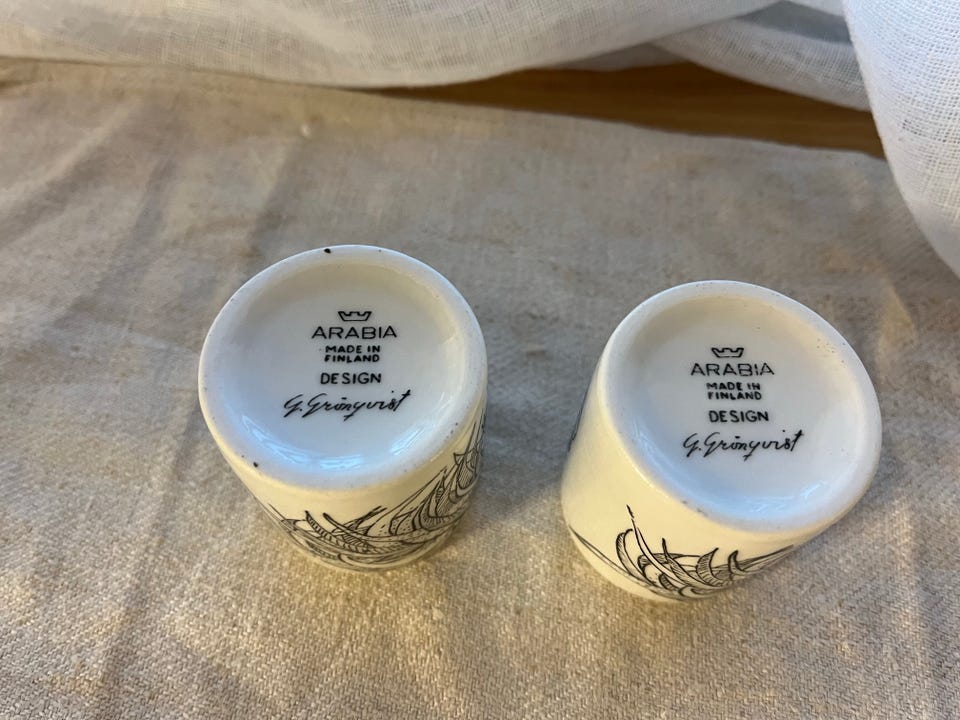 ARABIA
MADE IN
FINLAND
DESIGN
G. Grönqvist
ARABIA
MADE IN
FINLAND
DESIGN
G. Grönqvist